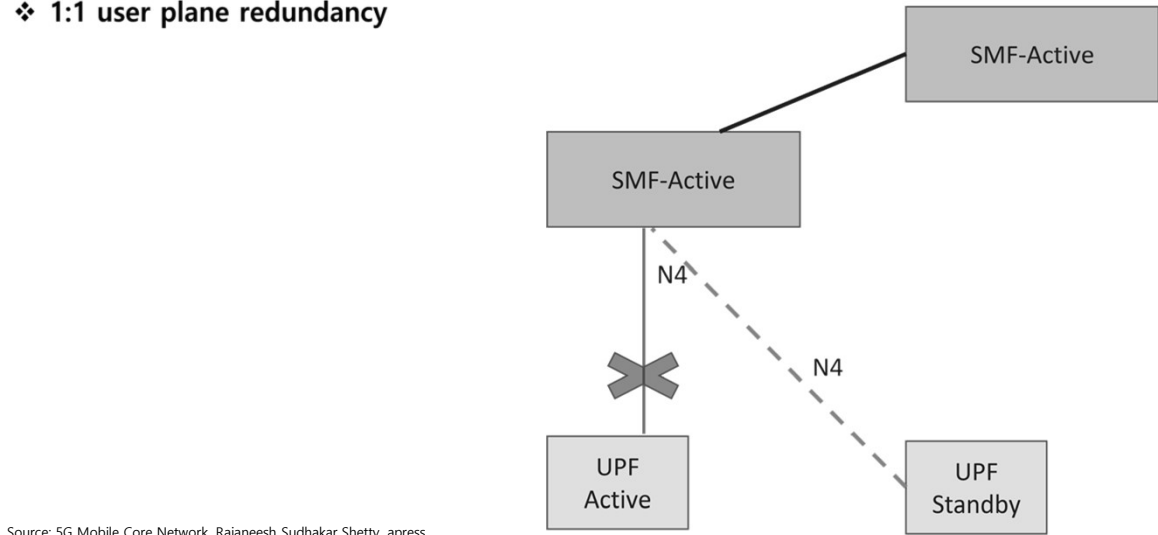 ❖ 1:1 user plane redundancy
SMF-Active
SMF-Active
N4
N4
UPF
Active
UPF
Standby
Source: 5G Mobile Core Network, Rajaneesh Sudhakar Shetty, apress